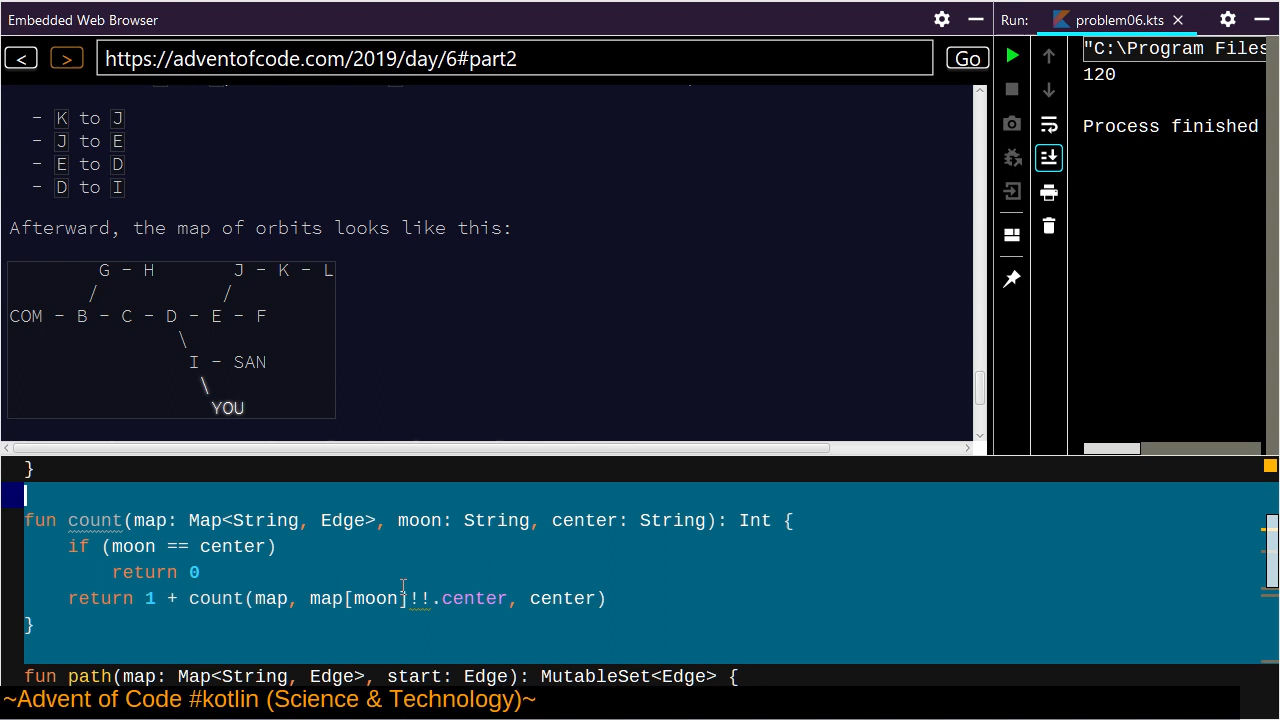 Embedded Web Browser
Run: problem06.kts
< > https://adventofcode.com/2019/day/6#part2 Go
"C:\Program Files
120
Process finished
- K to J
- J to E
- E to D
- D to I
Afterward, the map of orbits looks like this:
G - H J - K - L
/ /
COM - B - C - D - E - F
\
I - SAN
\
YOU
}
fun count(map: Map<String, Edge>, moon: String, center: String): Int {
if (moon == center)
return 0
return 1 + count(map, map[moon]!!.center, center)
}
fun path(map: Map<String, Edge>, start: Edge): MutableSet<Edge> {
~Advent of Code #kotlin (Science & Technology)~